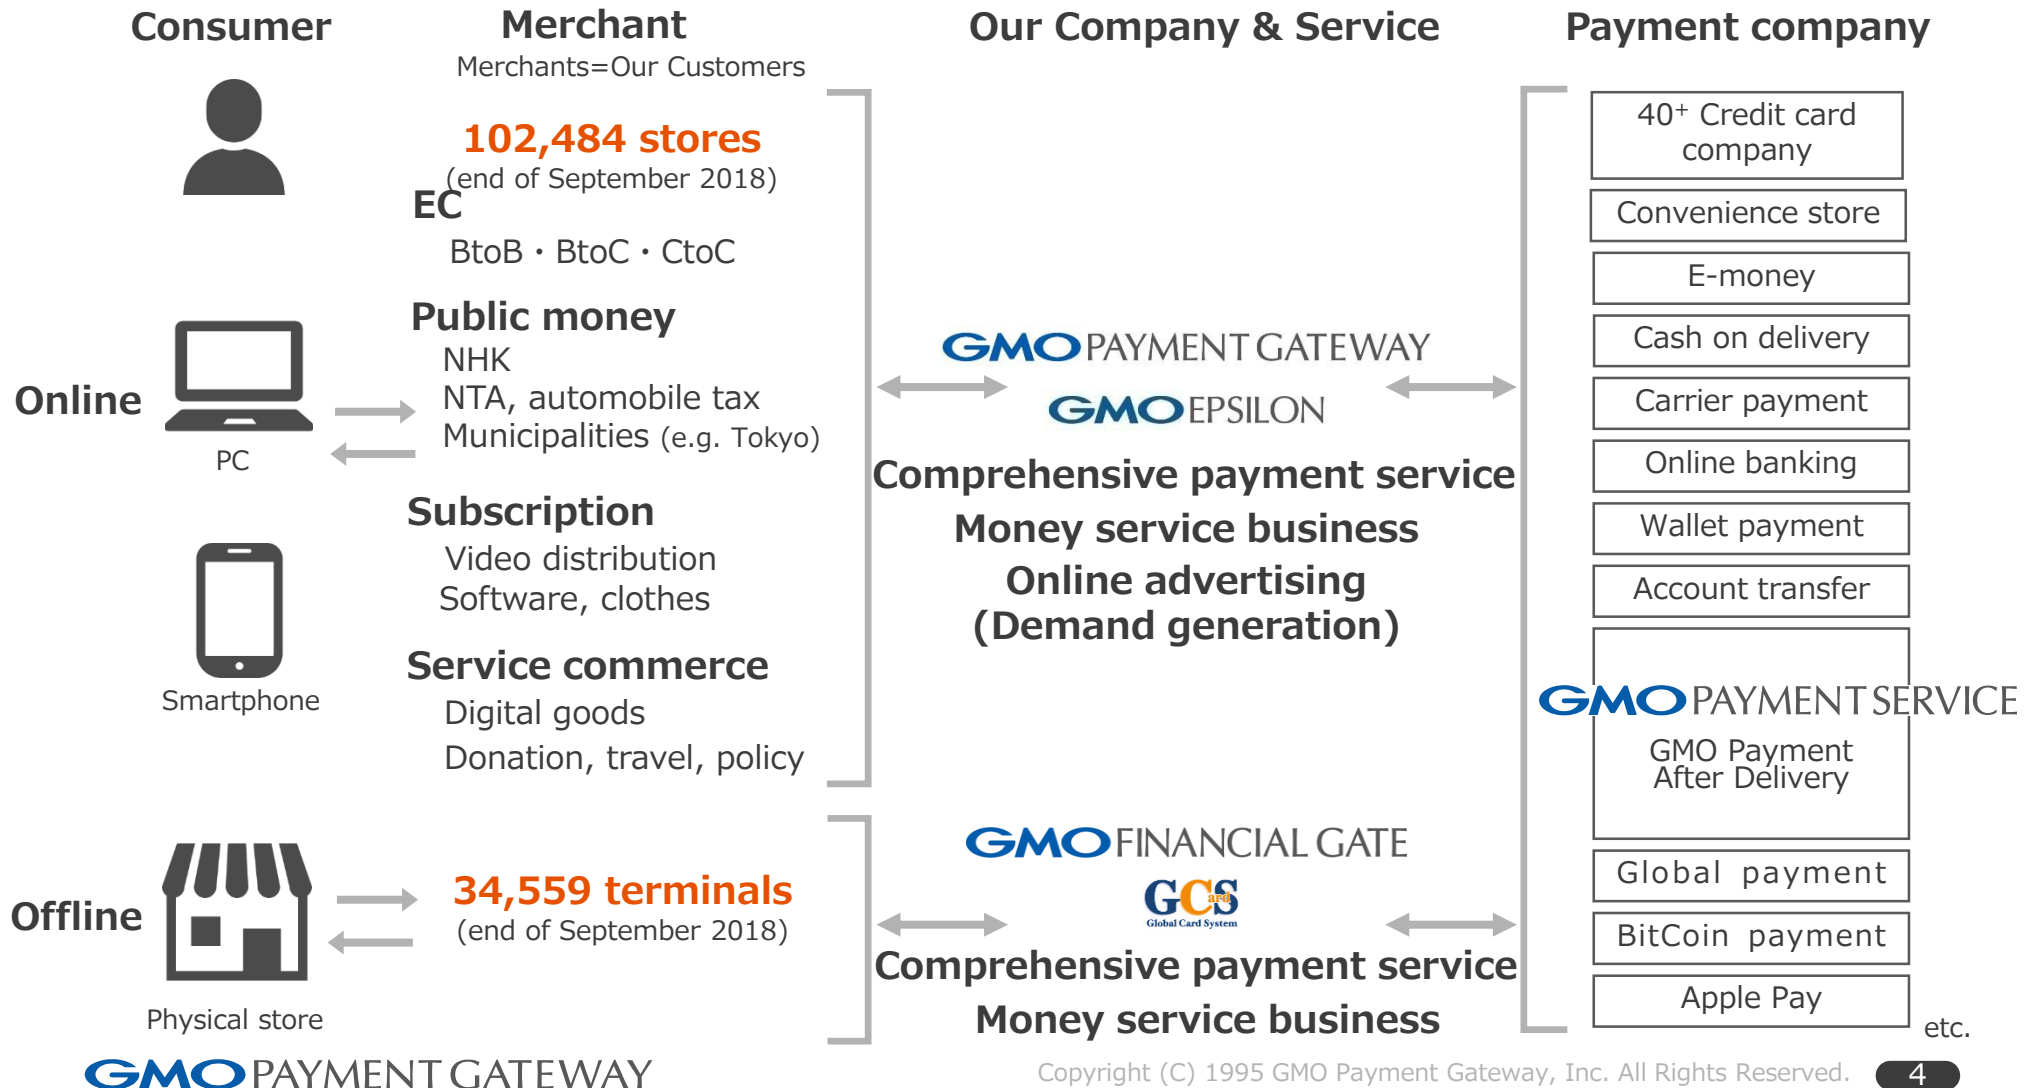 Consumer
Merchant
Merchants=Our Customers
Our Company & Service
Payment company
102,484 stores
(end of September 2018)
EC
BtoB・BtoC・CtoC
Public money
NHK
NTA, automobile tax
Municipalities (e.g. Tokyo)
Subscription
Video distribution
Software, clothes
Service commerce
Digital goods
Donation, travel, policy
Online
PC
Smartphone
Offline
Physical store
34,559 terminals
(end of September 2018)
GMO PAYMENT GATEWAY
GMO EPSILON
Comprehensive payment service
Money service business
Online advertising
(Demand generation)
GMO FINANCIAL GATE
GCS
ard
Global Card System
Comprehensive payment service
Money service business
40+ Credit card
company
Convenience store
E-money
Cash on delivery
Carrier payment
Online banking
Wallet payment
Account transfer
GMO PAYMENT SERVICE
GMO Payment
After Delivery
Global payment
BitCoin payment
Apple Pay
etc.
GMO PAYMENT GATEWAY
Copyright (C) 1995 GMO Payment Gateway, Inc. All Rights Reserved.
4